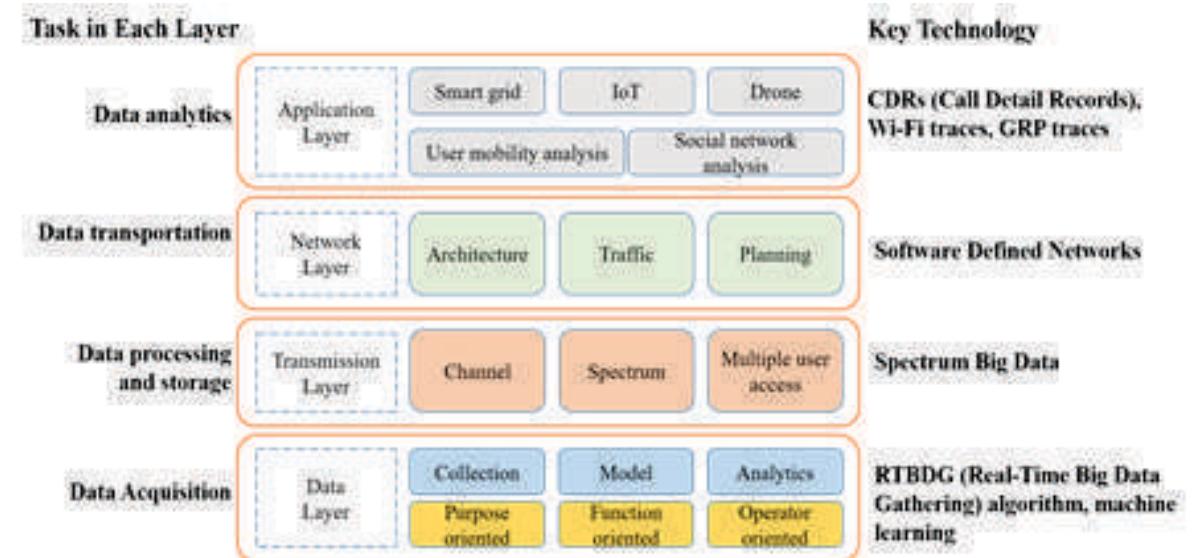 Task in Each Layer
Key Technology
Data analytics
Application
Layer
Smart grid
IoT
Drone
User mobility analysis
Social network
analysis
CDRs (Call Detail Records),
Wi-Fi traces, GRP traces
Data transportation
Network
Layer
Architecture
Traffic
Planning
Software Defined Networks
Data processing
and storage
Transmission
Layer
Channel
Spectrum
Multiple user
access
Spectrum Big Data
Data Acquisition
Data
Layer
Collection
Model
Analytics
Purpose
oriented
Function
oriented
Operator
oriented
RTBDG (Real-Time Big Data
Gathering) algorithm, machine
learning